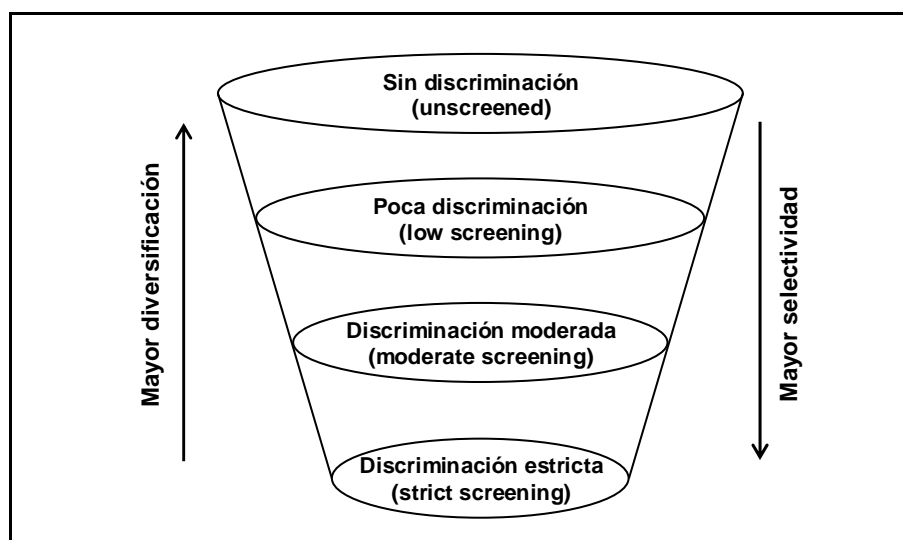 Sin discriminación
(unscreened)
Mayor diversificación
Poca discriminación
(low screening)
Mayor selectividad
Discriminación moderada
(moderate screening)
Discriminación estricta
(strict screening)